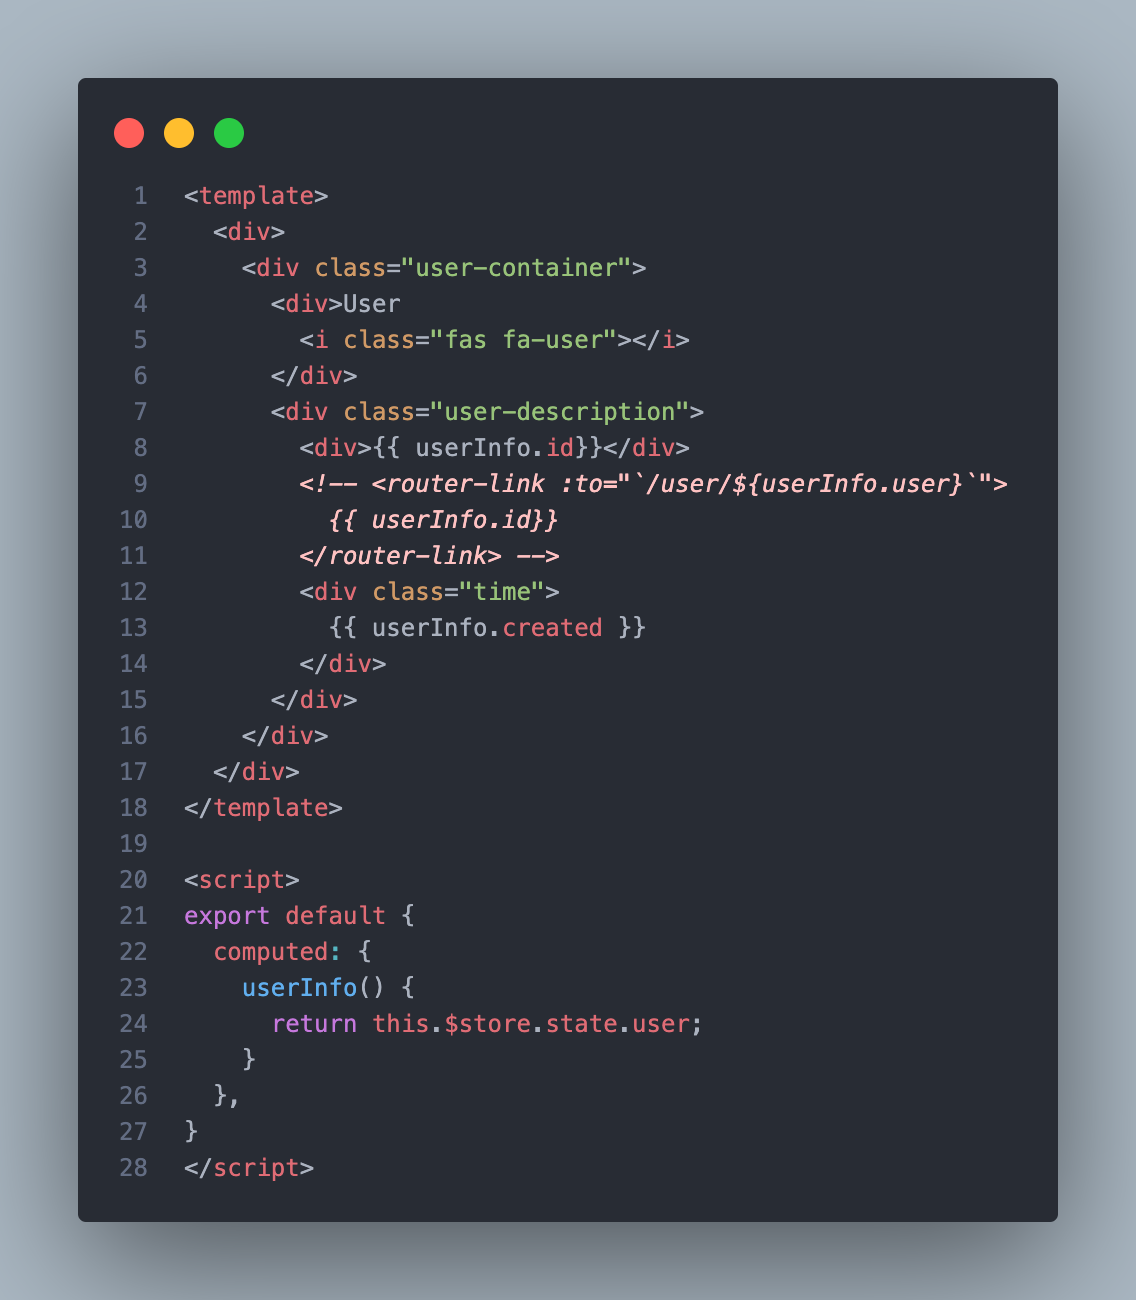 1 <template>
2   <div>
3     <div class="user-container">
4       <div>User
5         <i class="fas fa-user"></i>
6       </div>
7       <div class="user-description">
8         <div>{{ userInfo.id}}</div>
9         <!-- <router-link :to="`/user/${userInfo.user}`">
10           {{ userInfo.id}}
11         </router-link> -->
12         <div class="time">
13           {{ userInfo.created }}
14         </div>
15       </div>
16     </div>
17   </div>
18 </template>
19
20 <script>
21 export default {
22   computed: {
23     userInfo() {
24       return this.$store.state.user;
25     }
26   },
27 }
28 </script>